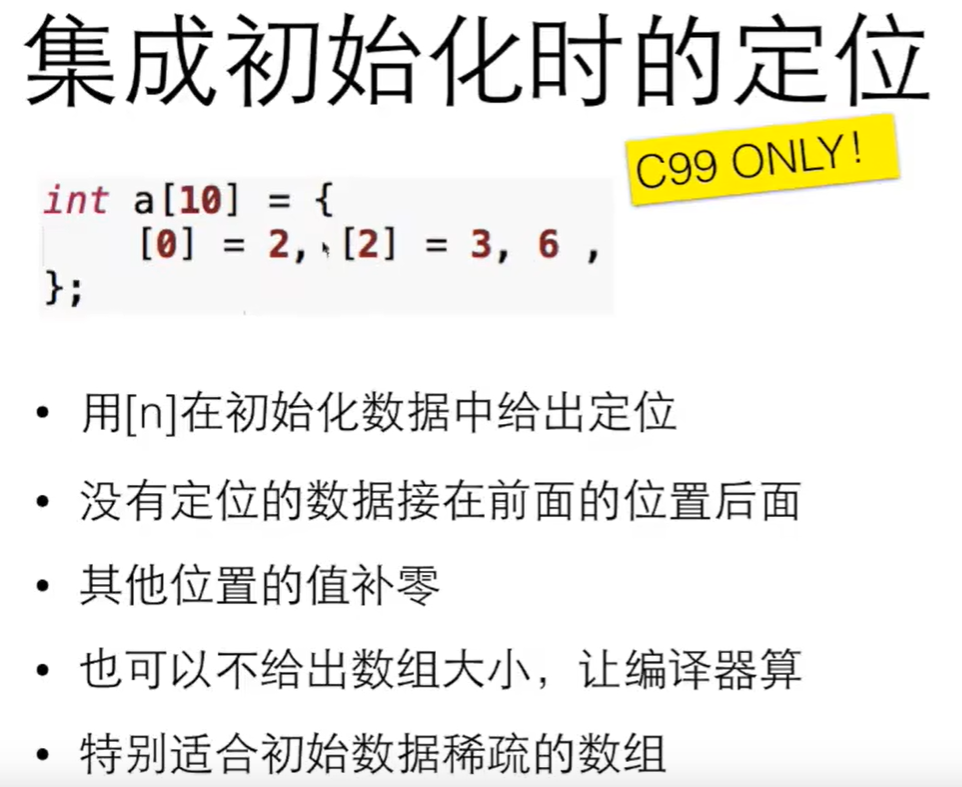 集成初始化时的定位
C99 ONLY!
int a[10] = {
[0] = 2, [2] = 3, 6 ,
};
• 用[n]在初始化数据中给出定位
• 没有定位的数据接在前面的位置后面
• 其他位置的值补零
• 也可以不给出数组大小，让编译器算
• 特别适合初始数据稀疏的数组